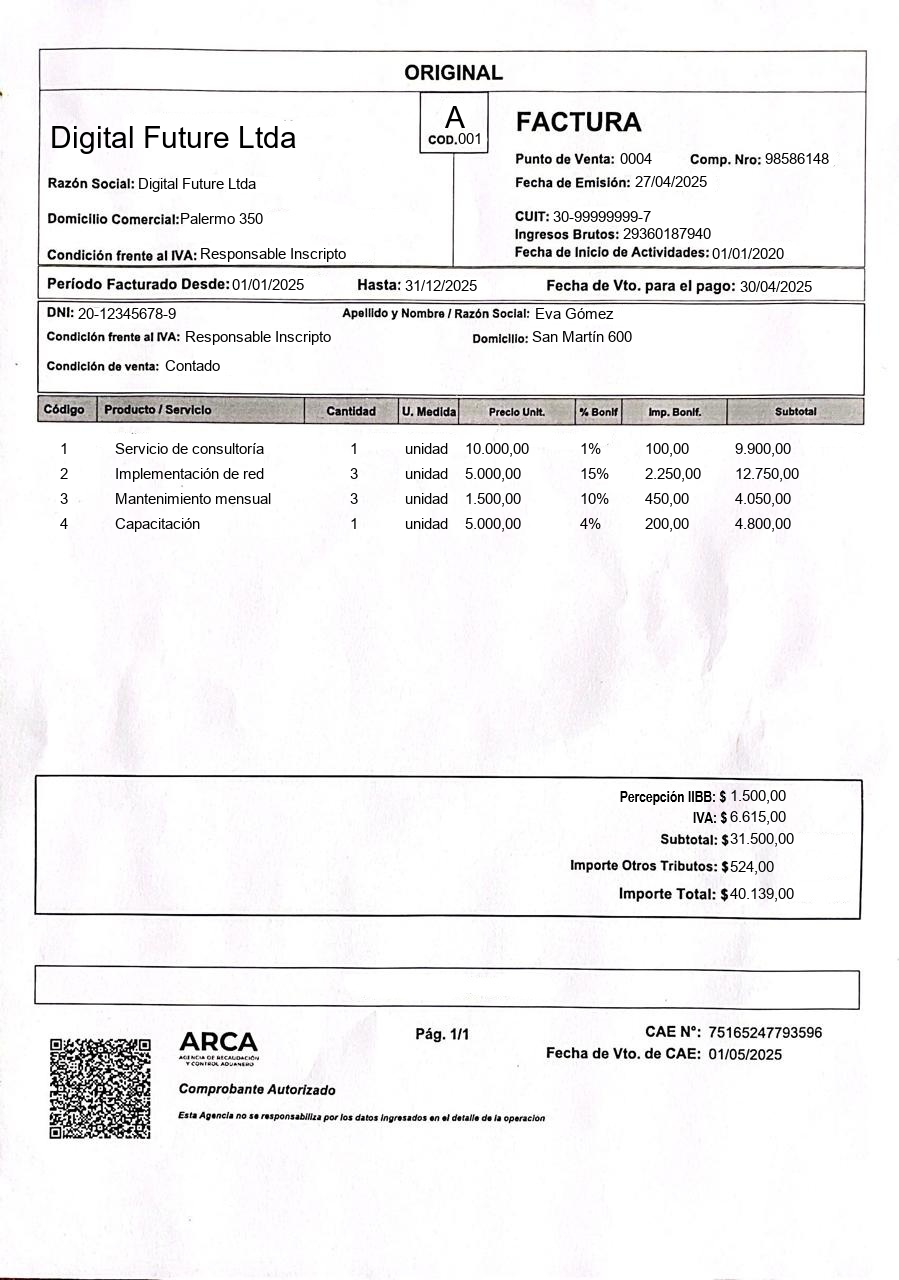 ORIGINAL
A
COD.001
Digital Future Ltda
FACTURA
Punto de Venta: 0004 Comp. Nro: 98586148
Razón Social: Digital Future Ltda
Fecha de Emisión: 27/04/2025
Domicilio Comercial:Palermo 350
CUIT: 30-99999999-7
Ingresos Brutos: 29360187940
Condición frente al IVA: Responsable Inscripto
Fecha de Inicio de Actividades: 01/01/2020
Período Facturado Desde: 01/01/2025 Hasta: 31/12/2025 Fecha de Vto. para el pago: 30/04/2025
DNI: 20-12345678-9 Apellido y Nombre / Razón Social: Eva Gómez
Condición frente al IVA: Responsable Inscripto Domicilio: San Martín 600
Condición de venta: Contado
Código Producto / Servicio Cantidad U. Medida Precio Unit. % Bonif Imp. Bonif. Subtotal
1 Servicio de consultoría 1 unidad 10.000,00 1% 100,00 9.900,00
2 Implementación de red 3 unidad 5.000,00 15% 2.250,00 12.750,00
3 Mantenimiento mensual 3 unidad 1.500,00 10% 450,00 4.050,00
4 Capacitación 1 unidad 5.000,00 4% 200,00 4.800,00
Percepción IIBB: $ 1.500,00
IVA: $ 6.615,00
Subtotal: $31.500,00
Importe Otros Tributos: $524,00
Importe Total: $40.139,00
ARCA
AGENCIA DE RECAUDACIÓN
Y CONTROL ADUANERO
Pág. 1/1
CAE N°: 75165247793596
Fecha de Vto. de CAE: 01/05/2025
Comprobante Autorizado
Esta Agencia no se responsabiliza por los datos ingresados en el detalle de la operación